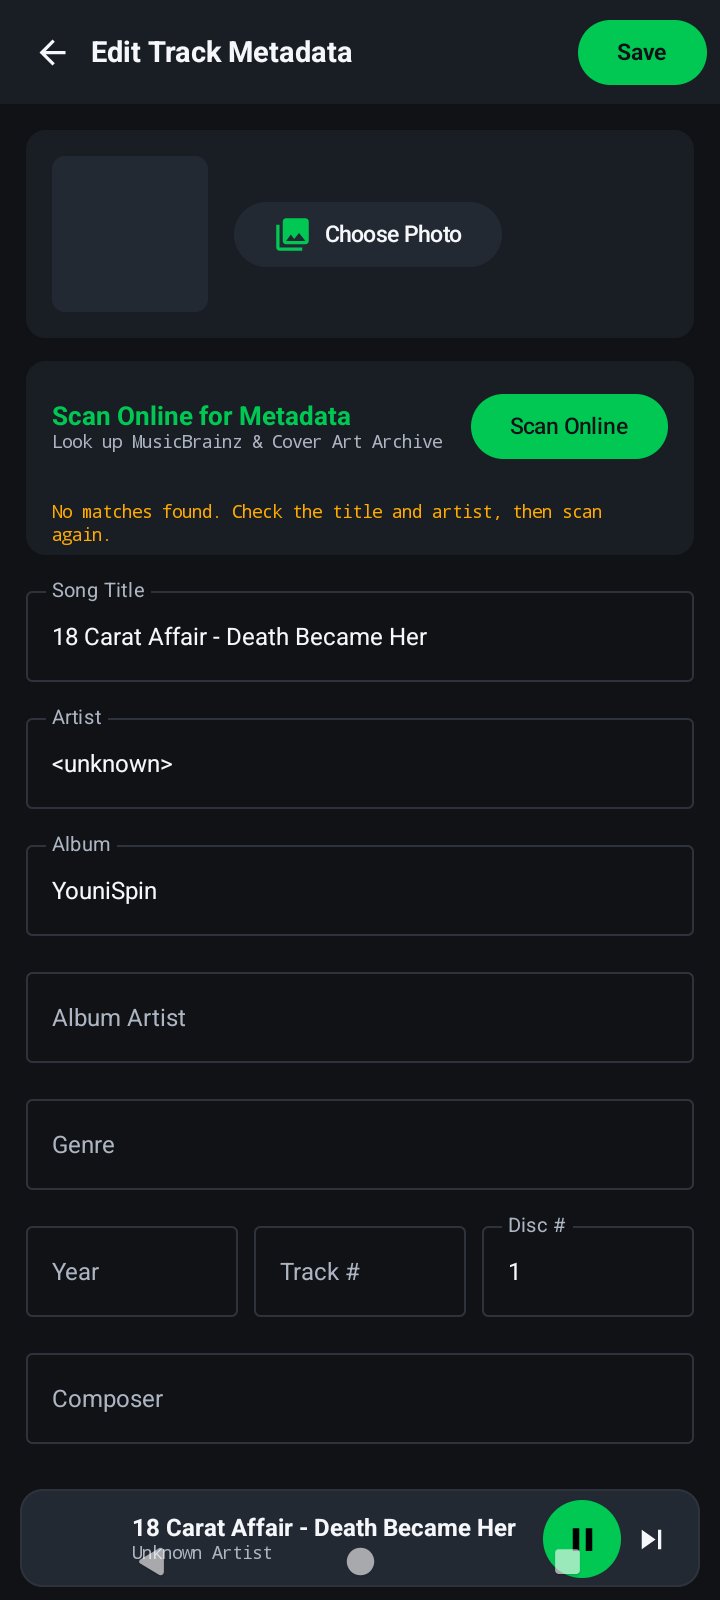 Edit Track Metadata
Save
Choose Photo
Scan Online for Metadata
Look up MusicBrainz & Cover Art Archive
Scan Online
No matches found. Check the title and artist, then scan
again.
Song Title
18 Carat Affair - Death Became Her
Artist
<unknown>
Album
YouniSpin
Album Artist
Genre
Year
Track #
Disc #
1
Composer
18 Carat Affair - Death Became Her
Unknown Artist